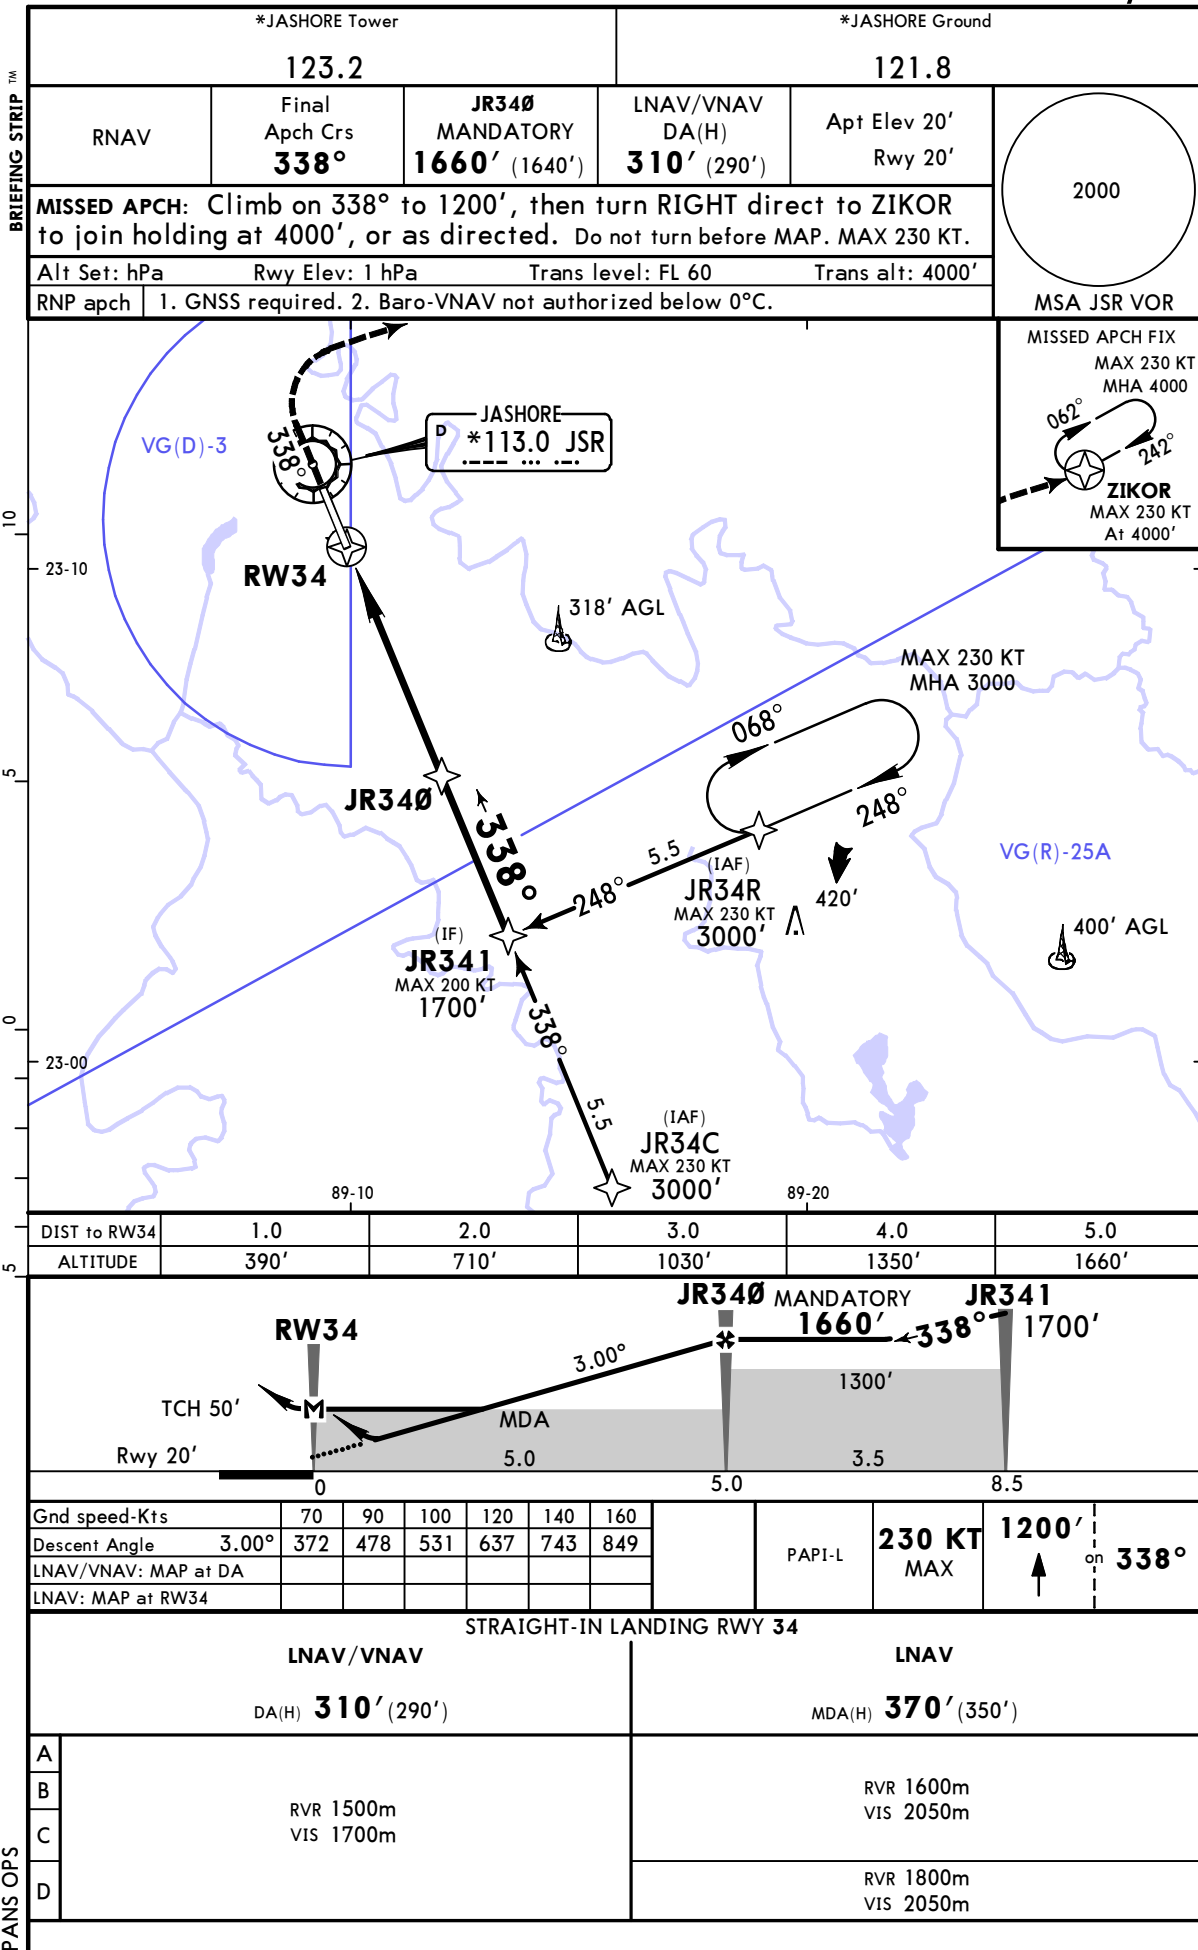 *JASHORE Tower
123.2
*JASHORE Ground
121.8
BRIEFING STRIP ™
RNAV
Final
Apch Crs
338°
JR34Ø
MANDATORY
1660' (1640')
LNAV/VNAV
DA(H)
310' (290')
Apt Elev 20'
Rwy 20'
2000
MSA JSR VOR
MISSED APCH: Climb on 338° to 1200', then turn RIGHT direct to ZIKOR
to join holding at 4000', or as directed. Do not turn before MAP. MAX 230 KT.
Alt Set: hPa Rwy Elev: 1 hPa Trans level: FL 60 Trans alt: 4000'
RNP apch 1. GNSS required. 2. Baro-VNAV not authorized below 0°C.
MISSED APCH FIX
MAX 230 KT
MHA 4000
062°
242°
ZIKOR
MAX 230 KT
At 4000'
VG(D)-3
338°
JASHORE
D *113.0 JSR
10
23-10
RW34
318' AGL
MAX 230 KT
MHA 3000
068°
248°
5
JR34Ø
338°
5.5
248°
(IAF)
JR34R
MAX 230 KT
3000'
420'
VG(R)-25A
400' AGL
(IF)
JR341
MAX 200 KT
1700'
0
23-00
338°
5.5
(IAF)
JR34C
MAX 230 KT
3000'
89-10
89-20
5
DIST to RW34 1.0 2.0 3.0 4.0 5.0
ALTITUDE 390' 710' 1030' 1350' 1660'
JR34Ø MANDATORY
1660'
JR341
1700'
338°
RW34
3.00°
1300'
TCH 50'
M
MDA
Rwy 20'
5.0
3.5
0
5.0
8.5
Gnd speed-Kts 70 90 100 120 140 160
Descent Angle 3.00° 372 478 531 637 743 849
LNAV/VNAV: MAP at DA
LNAV: MAP at RW34
PAPI-L
230 KT
MAX
1200'
on 338°
STRAIGHT-IN LANDING RWY 34
LNAV/VNAV
DA(H) 310' (290')
LNAV
MDA(H) 370' (350')
A
B
C
D
RVR 1500m
VIS 1700m
RVR 1600m
VIS 2050m
RVR 1800m
VIS 2050m
PANS OPS